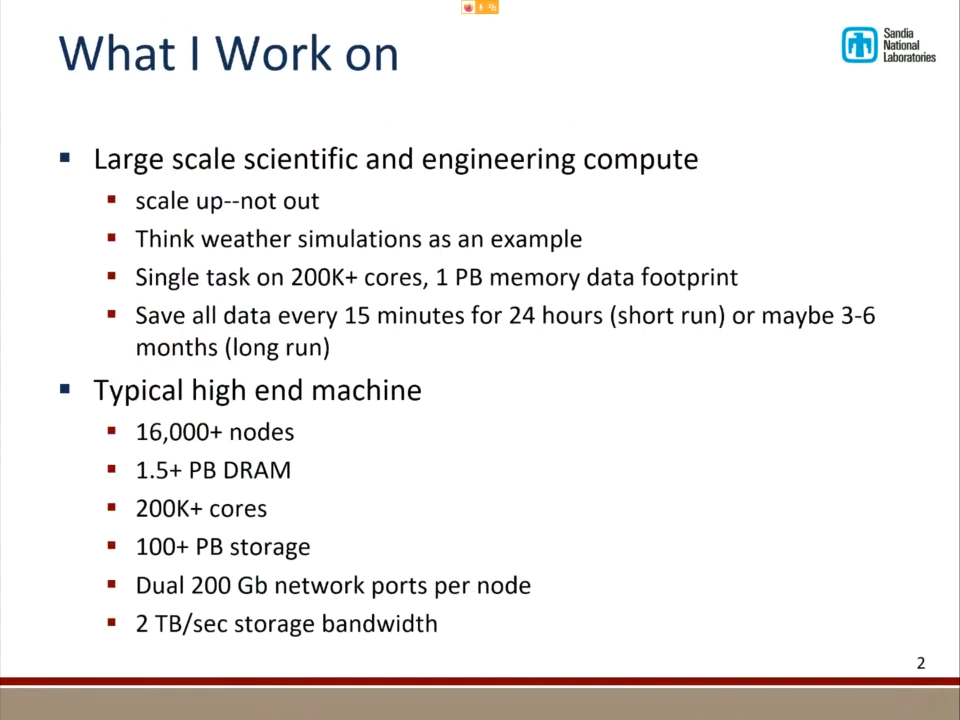 What I Work on
Sandia
National
Laboratories
Large scale scientific and engineering compute
scale up--not out
Think weather simulations as an example
Single task on 200K+ cores, 1 PB memory data footprint
Save all data every 15 minutes for 24 hours (short run) or maybe 3-6
months (long run)
Typical high end machine
16,000+ nodes
1.5+ PB DRAM
200K+ cores
100+ PB storage
Dual 200 Gb network ports per node
2 TB/sec storage bandwidth
2